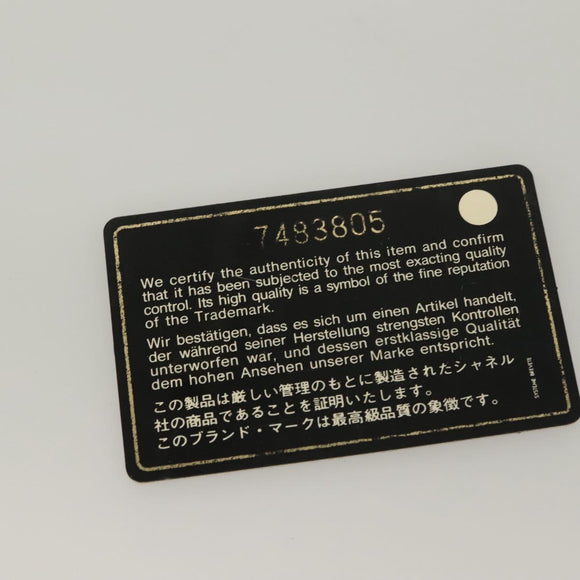 7483805
We certify the authenticity of this item and confirm
that it has been subjected to the most exacting quality
control. Its high quality is a symbol of the fine reputation
of the Trademark.
Wir bestätigen, dass es sich um einen Artikel handelt,
der während seiner Herstellung strengsten Kontrollen
unterworfen war, und dessen erstklassige Qualität
dem hohen Ansehen unserer Marke entspricht.
この製品は厳しい管理のもとに製造されたシャネル
社の商品であることを証明いたします。
このブランド・マークは最高級品質の象徴です。